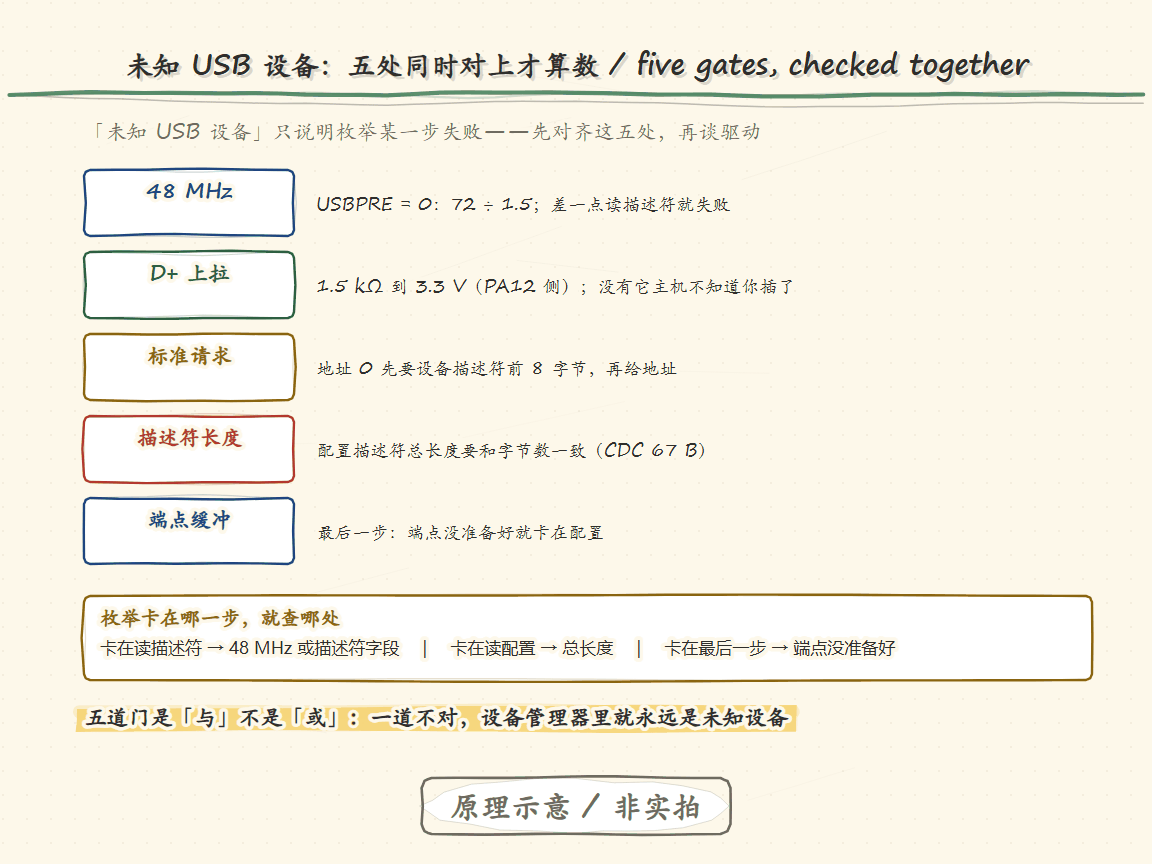 未知 USB 设备：五处同时对上才算数 / five gates, checked together
「未知 USB 设备」只说明枚举某一步失败——先对齐这五处，再谈驱动
48 MHz
USBPRE = 0：72 ÷ 1.5；差一点读描述符就失败
D+ 上拉
1.5 kΩ 到 3.3 V（PA12 侧）；没有它主机不知道你插了
标准请求
地址 0 先要设备描述符前 8 字节，再给地址
描述符长度
配置描述符总长度要和字节数一致（CDC 67 B）
端点缓冲
最后一步：端点没准备好就卡在配置
枚举卡在哪一步，就查哪处
卡在读描述符 → 48 MHz 或描述符字段 | 卡在读配置 → 总长度 | 卡在最后一步 → 端点没准备好
五道门是「与」不是「或」：一道不对，设备管理器里就永远是未知设备
原理示意 / 非实拍